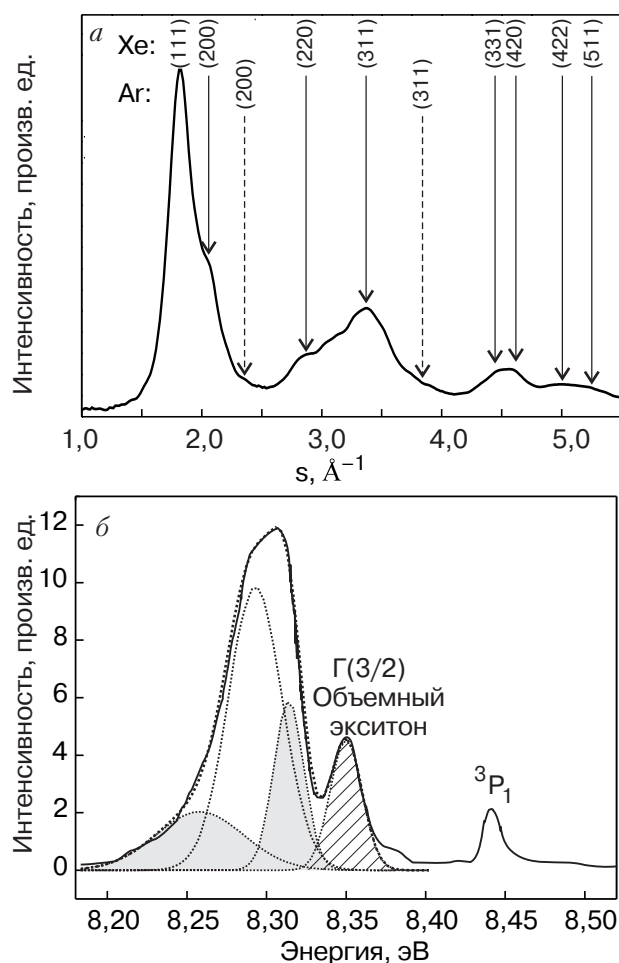 а
Xe: (111) (200) (220) (311) (331) (420) (422) (511)
Ar: (200) (311)
Интенсивность, произв. ед.
1,0 2,0 3,0 4,0 5,0
s, Å⁻¹
б
Интенсивность, произв. ед.
12
10
8
6
4
2
0
Г(3/2)
Объемный
экситон
³P₁
8,20 8,25 8,30 8,35 8,40 8,45 8,50
Энергия, эВ